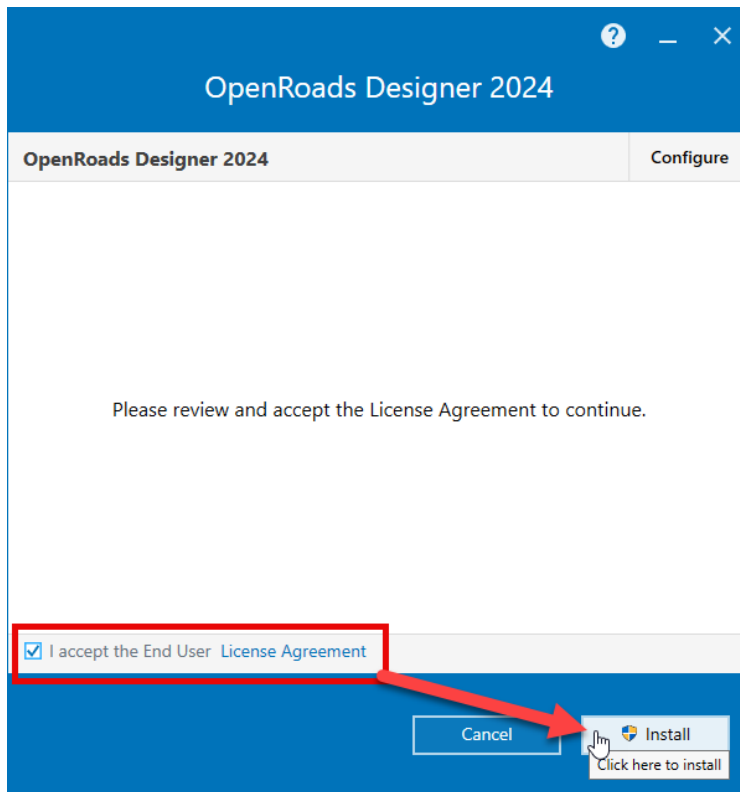 OpenRoads Designer 2024
OpenRoads Designer 2024 Configure
Please review and accept the License Agreement to continue.
I accept the End User License Agreement
Cancel Install
Click here to install